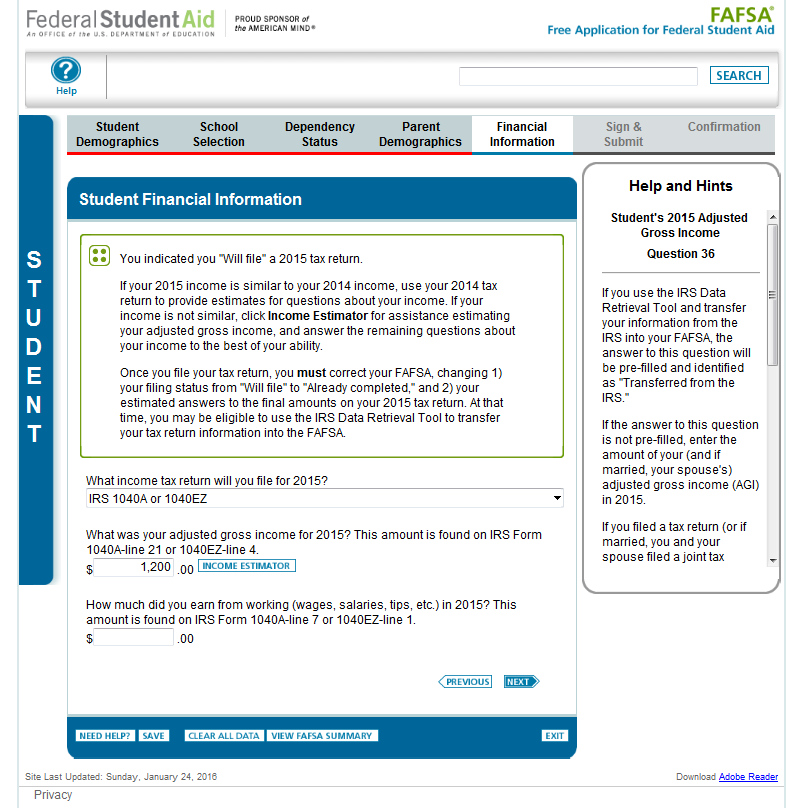 Federal Student Aid
An OFFICE of the U.S. DEPARTMENT of EDUCATION
PROUD SPONSOR of
the AMERICAN MIND®
FAFSA®
Free Application for Federal Student Aid
?
Help
SEARCH
Student
Demographics
School
Selection
Dependency
Status
Parent
Demographics
Financial
Information
Sign &
Submit
Confirmation
STUDENT
Student Financial Information
You indicated you "Will file" a 2015 tax return.
If your 2015 income is similar to your 2014 income, use your 2014 tax
return to provide estimates for questions about your income. If your
income is not similar, click Income Estimator for assistance estimating
your adjusted gross income, and answer the remaining questions about
your income to the best of your ability.
Once you file your tax return, you must correct your FAFSA, changing 1)
your filing status from "Will file" to "Already completed," and 2) your
estimated answers to the final amounts on your 2015 tax return. At that
time, you may be eligible to use the IRS Data Retrieval Tool to transfer
your tax return information into the FAFSA.
What income tax return will you file for 2015?
IRS 1040A or 1040EZ
What was your adjusted gross income for 2015? This amount is found on IRS Form
1040A-line 21 or 1040EZ-line 4.
$ 1,200 .00 INCOME ESTIMATOR
How much did you earn from working (wages, salaries, tips, etc.) in 2015? This
amount is found on IRS Form 1040A-line 7 or 1040EZ-line 1.
$ .00
PREVIOUS NEXT
NEED HELP? SAVE CLEAR ALL DATA VIEW FAFSA SUMMARY EXIT
Help and Hints
Student's 2015 Adjusted
Gross Income
Question 36
If you use the IRS Data
Retrieval Tool and transfer
your information from the
IRS into your FAFSA, the
answer to this question will
be pre-filled and identified
as "Transferred from the
IRS."
If the answer to this question
is not pre-filled, enter the
amount of your (and if
married, your spouse's)
adjusted gross income (AGI)
in 2015.
If you filed a tax return (or if
married, you and your
spouse filed a joint tax
Site Last Updated: Sunday, January 24, 2016
Download Adobe Reader
Privacy